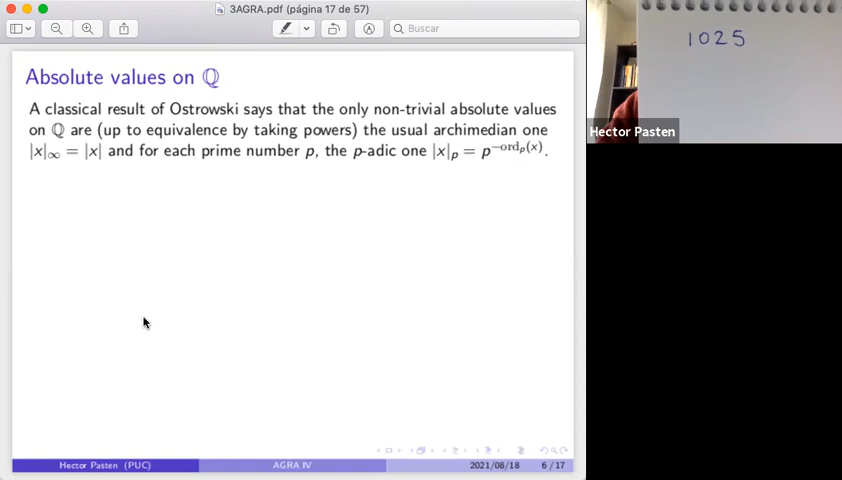 3AGRA.pdf (página 17 de 57)
Buscar
Absolute values on ℚ
A classical result of Ostrowski says that the only non-trivial absolute values
on ℚ are (up to equivalence by taking powers) the usual archimedian one
|x|∞ = |x| and for each prime number p, the p-adic one |x|ₚ = p^{−ordₚ(x)}.
Hector Pasten (PUC) AGRA IV 2021/08/18 6 / 17
1025
Hector Pasten